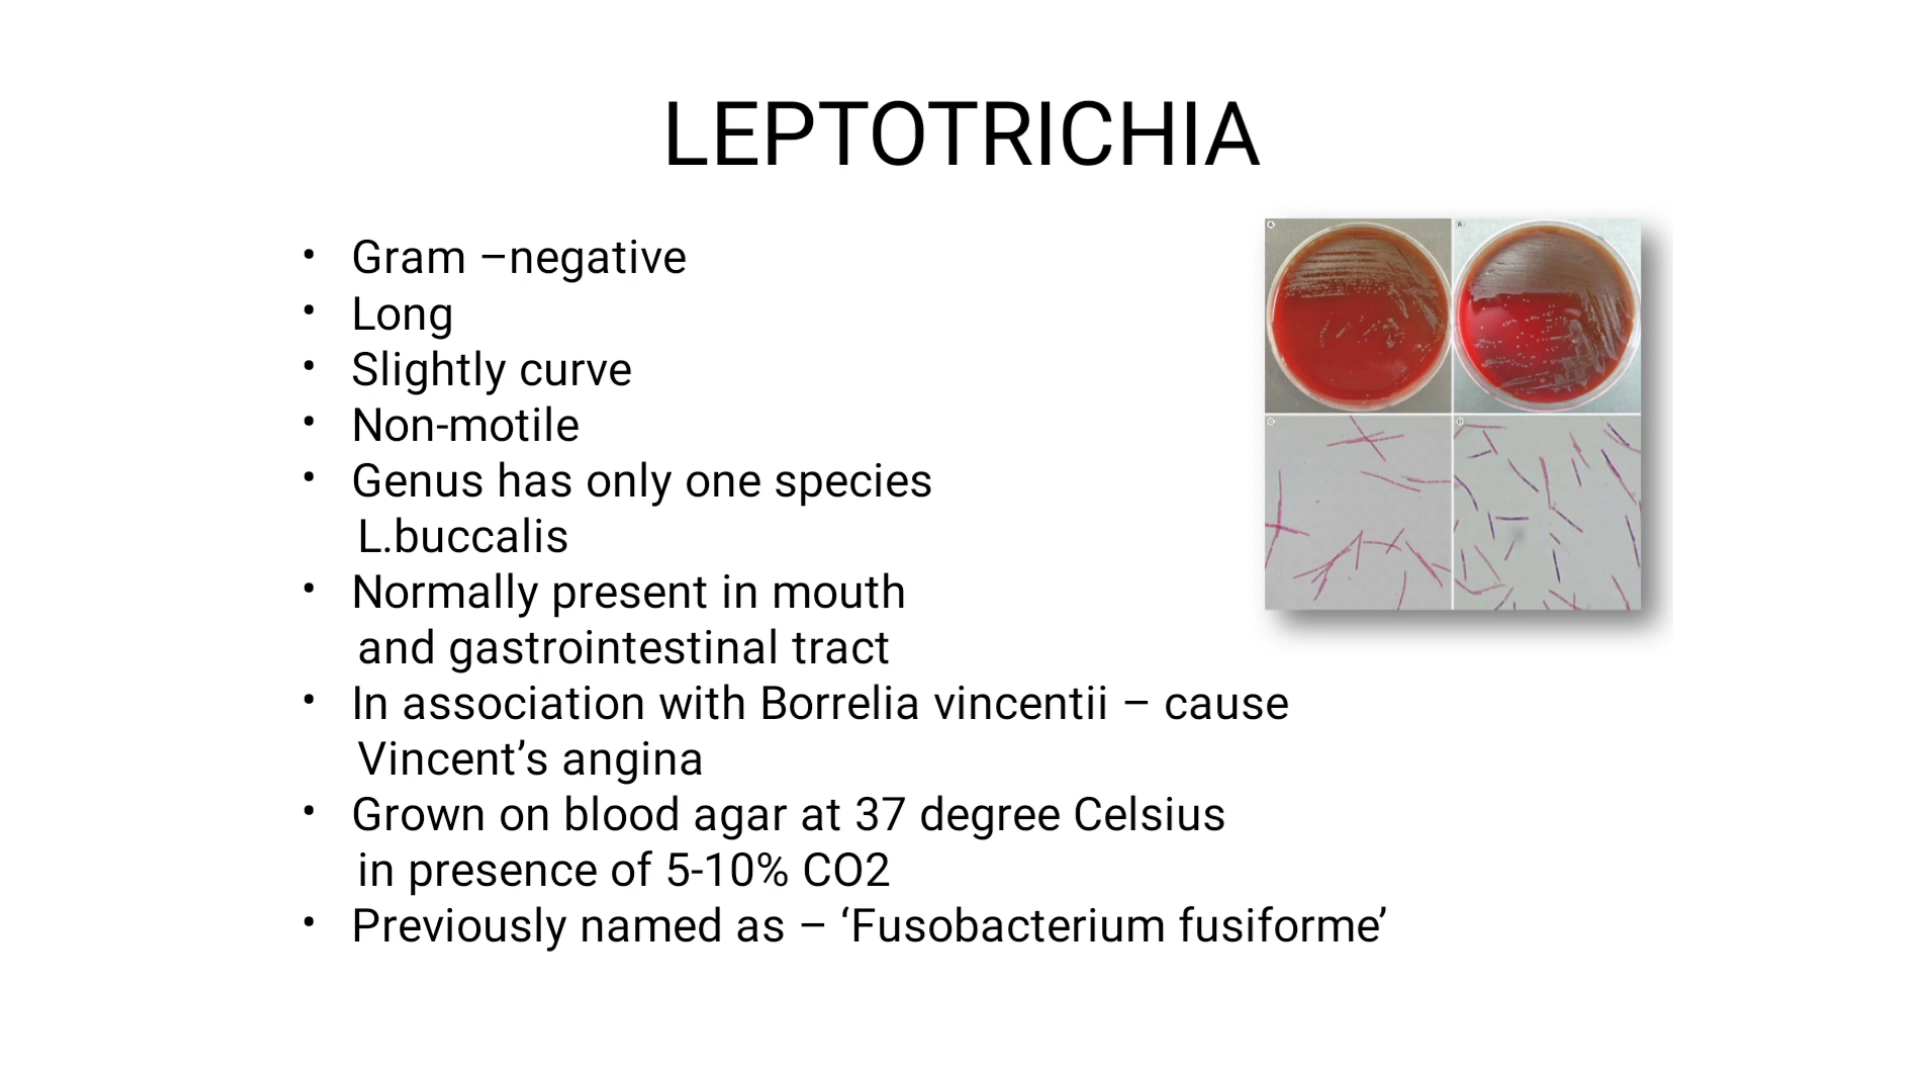 LEPTOTRICHIA
• Gram –negative
• Long
• Slightly curve
• Non-motile
• Genus has only one species
L.buccalis
• Normally present in mouth
and gastrointestinal tract
• In association with Borrelia vincentii – cause
Vincent’s angina
• Grown on blood agar at 37 degree Celsius
in presence of 5-10% CO2
• Previously named as – ‘Fusobacterium fusiforme’